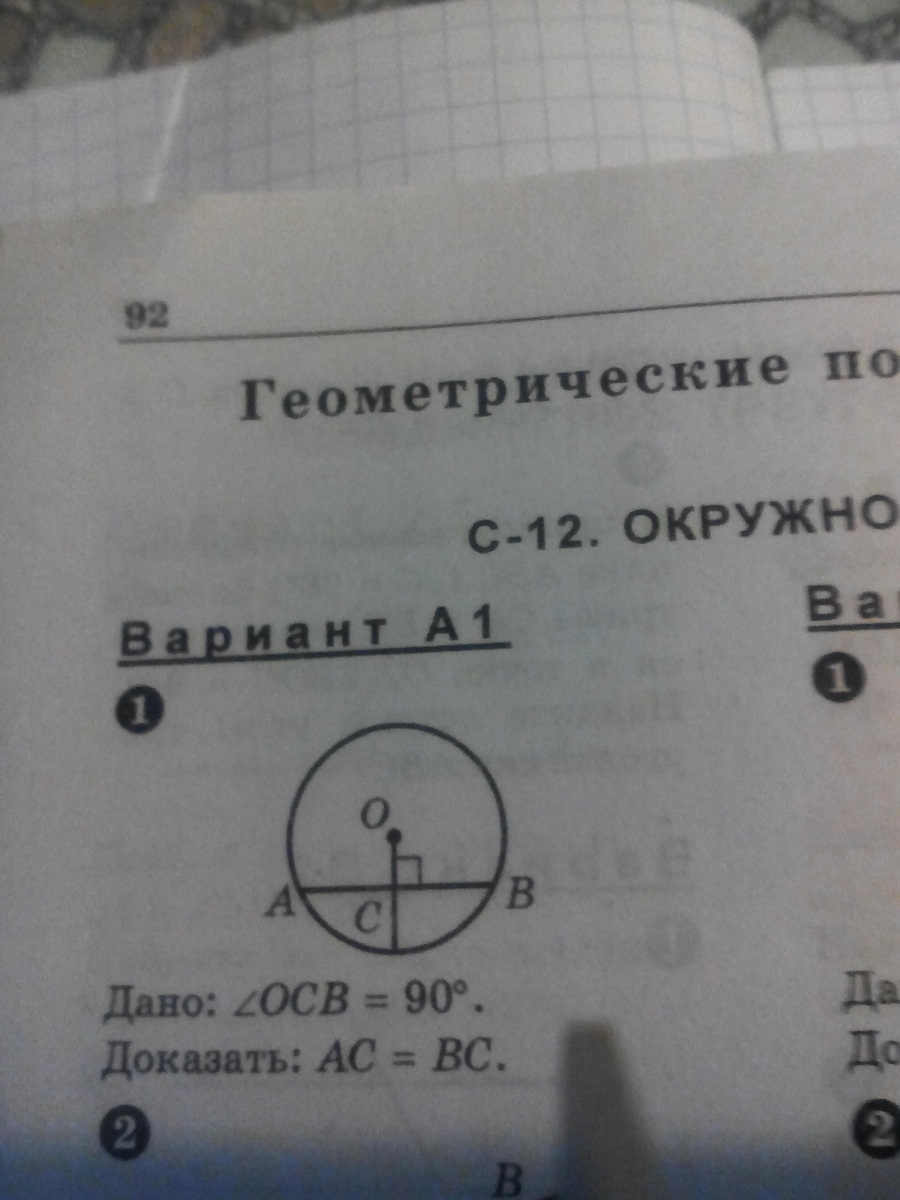 92
Геометрические по
С-12. ОКРУЖНО
Вариант А1
Ва
1
1
O
A
C
B
Дано: ∠OCB = 90°.
Да
Доказать: AC = BC.
До
2
2
B